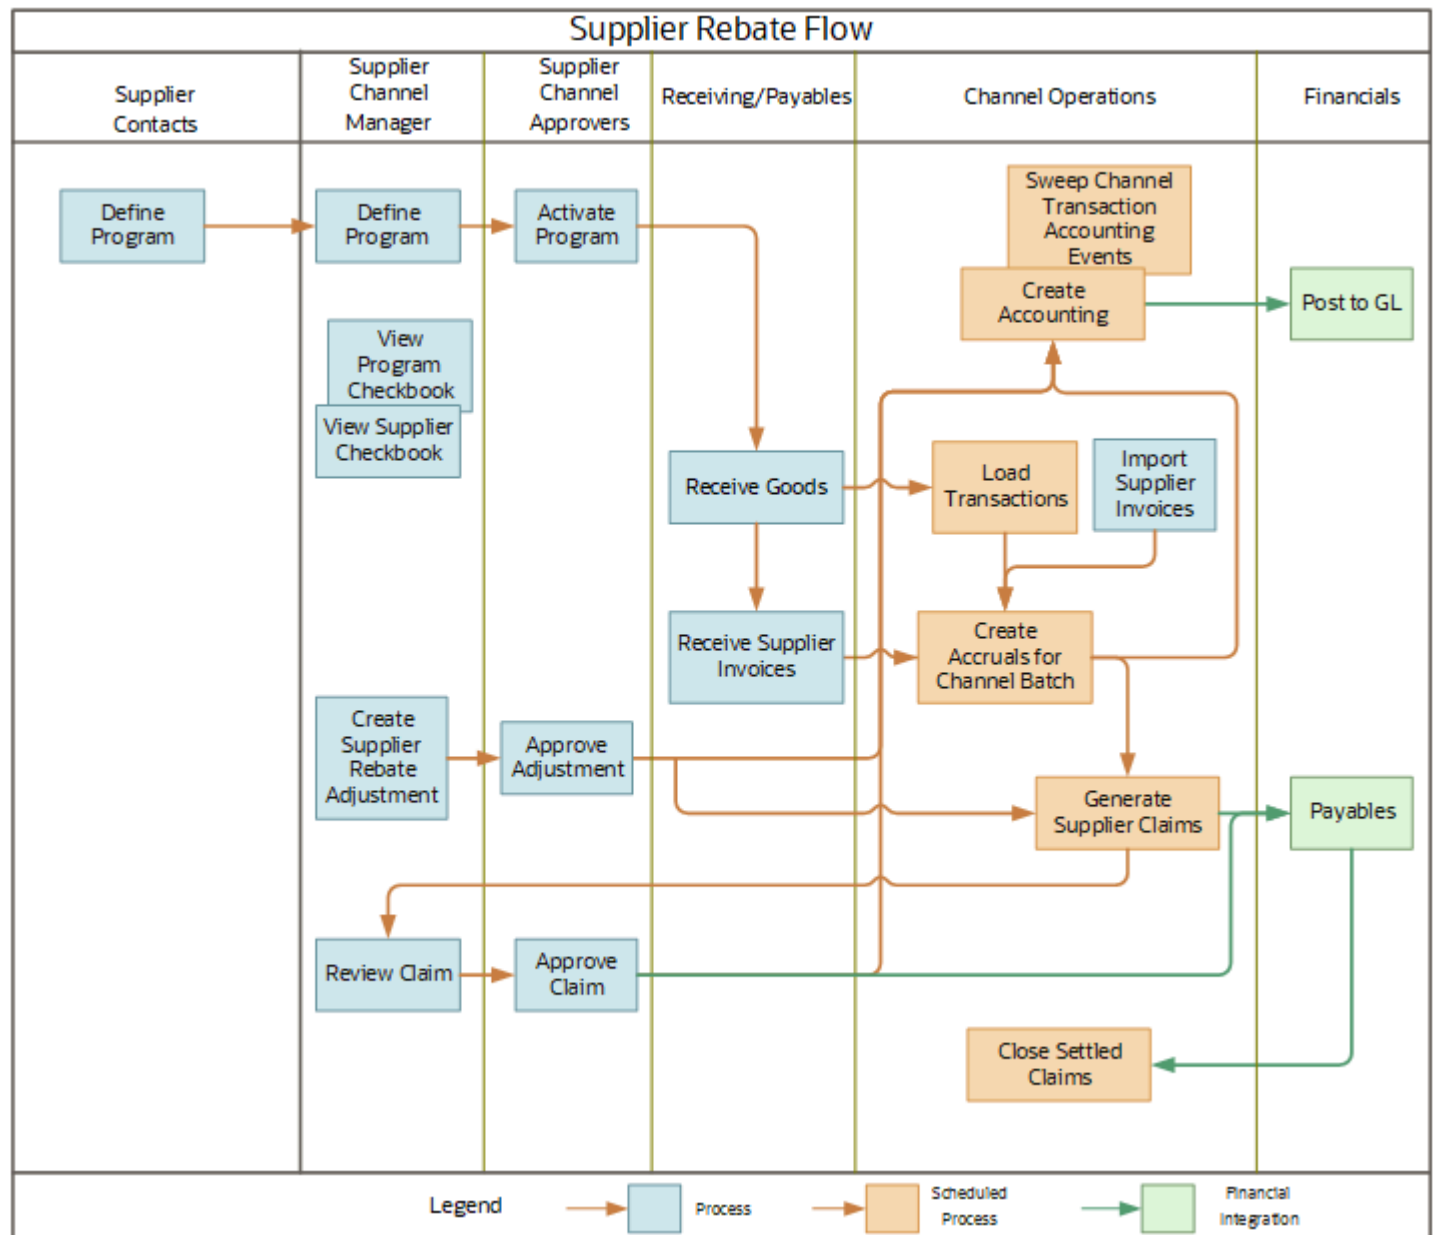 Supplier Rebate Flow
Supplier
Contacts
Supplier
Channel
Manager
Supplier
Channel
Approvers
Receiving/Payables
Channel Operations
Financials
Define
Program
Define
Program
Activate
Program
Sweep Channel
Transaction
Accounting
Events
Create
Accounting
Post to GL
View
Program
Checkbook
View Supplier
Checkbook
Receive Goods
Load
Transactions
Import
Supplier
Invoices
Receive Supplier
Invoices
Create
Accruals for
Channel Batch
Create
Supplier
Rebate
Adjustment
Approve
Adjustment
Generate
Supplier Claims
Payables
Review Claim
Approve
Claim
Close Settled
Claims
Legend
Process
Scheduled
Process
Financial
Integration